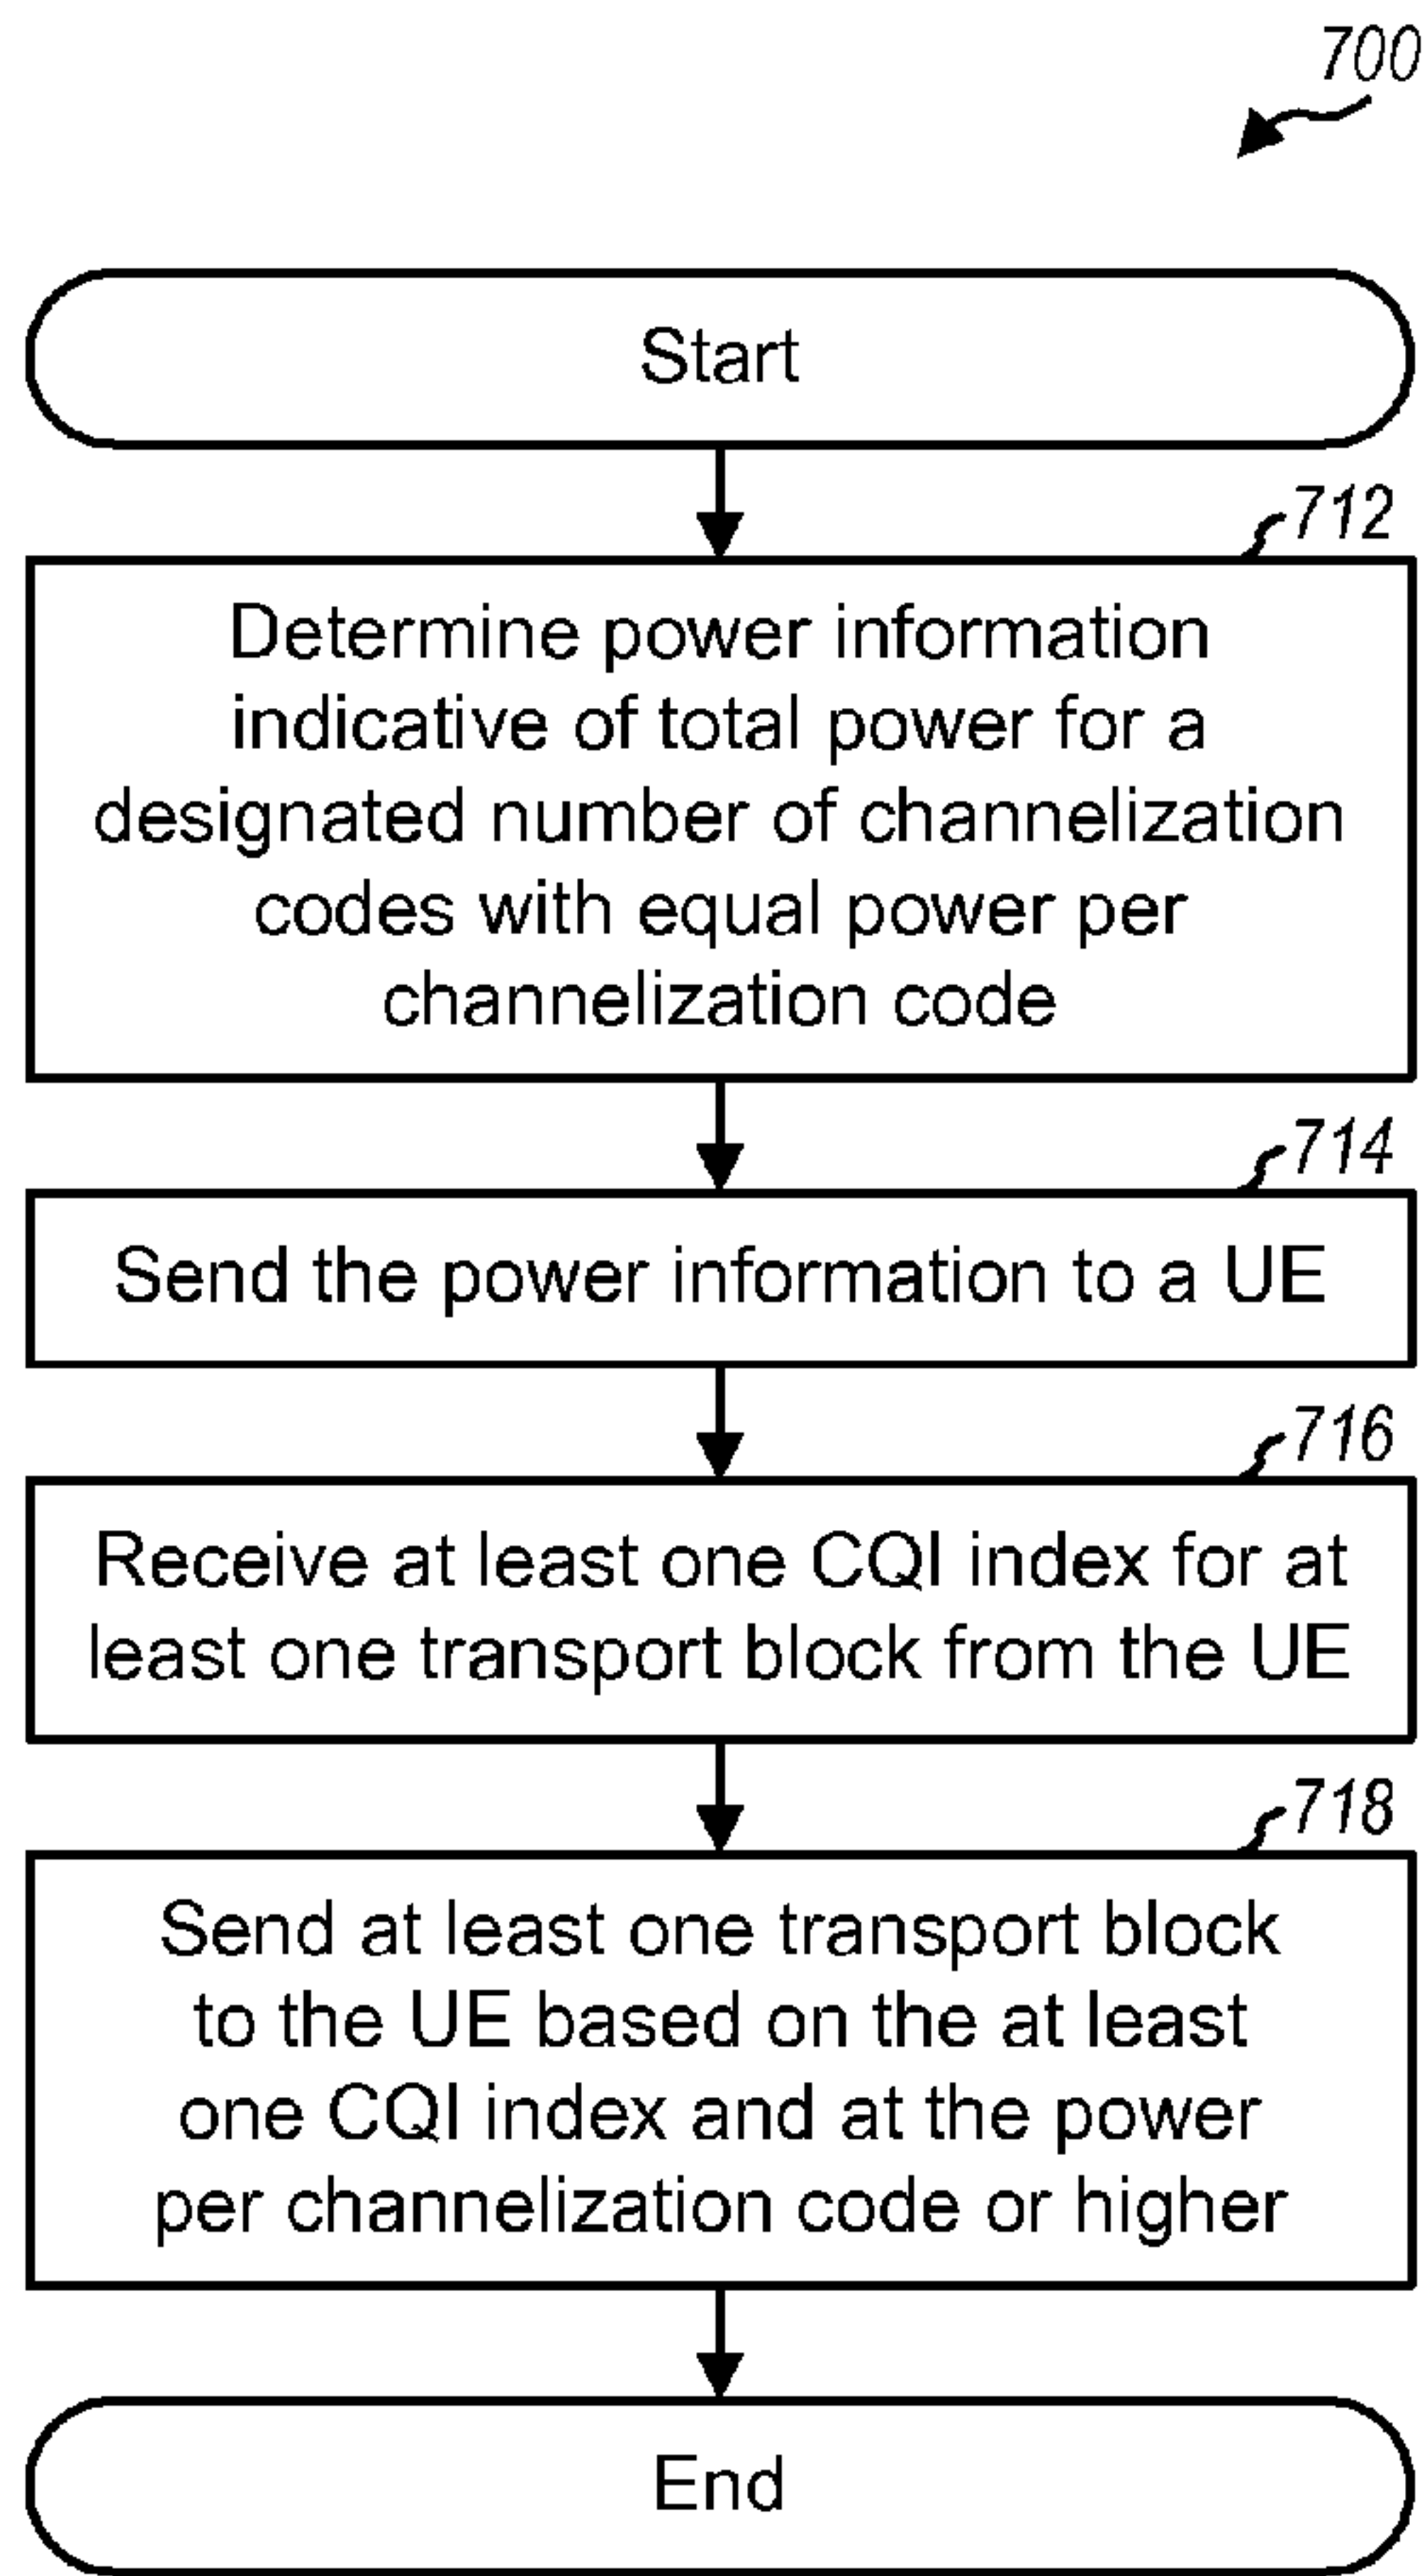 700
Start
712
Determine power information
indicative of total power for a
designated number of channelization
codes with equal power per
channelization code
714
Send the power information to a UE
716
Receive at least one CQI index for at
least one transport block from the UE
718
Send at least one transport block
to the UE based on the at least
one CQI index and at the power
per channelization code or higher
End